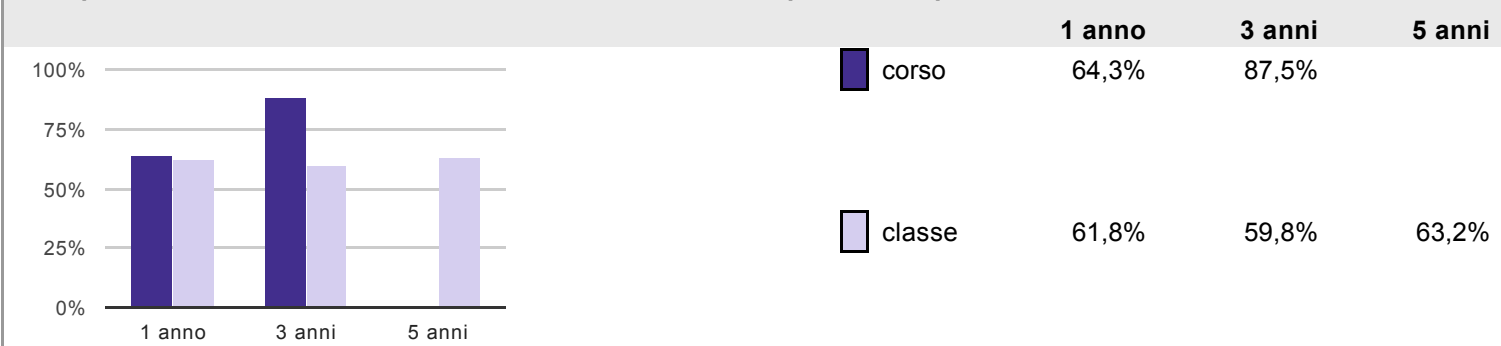 1 anno 3 anni 5 anni
100%
75%
50%
25%
0%
1 anno 3 anni 5 anni
corso 64,3% 87,5%
classe 61,8% 59,8% 63,2%